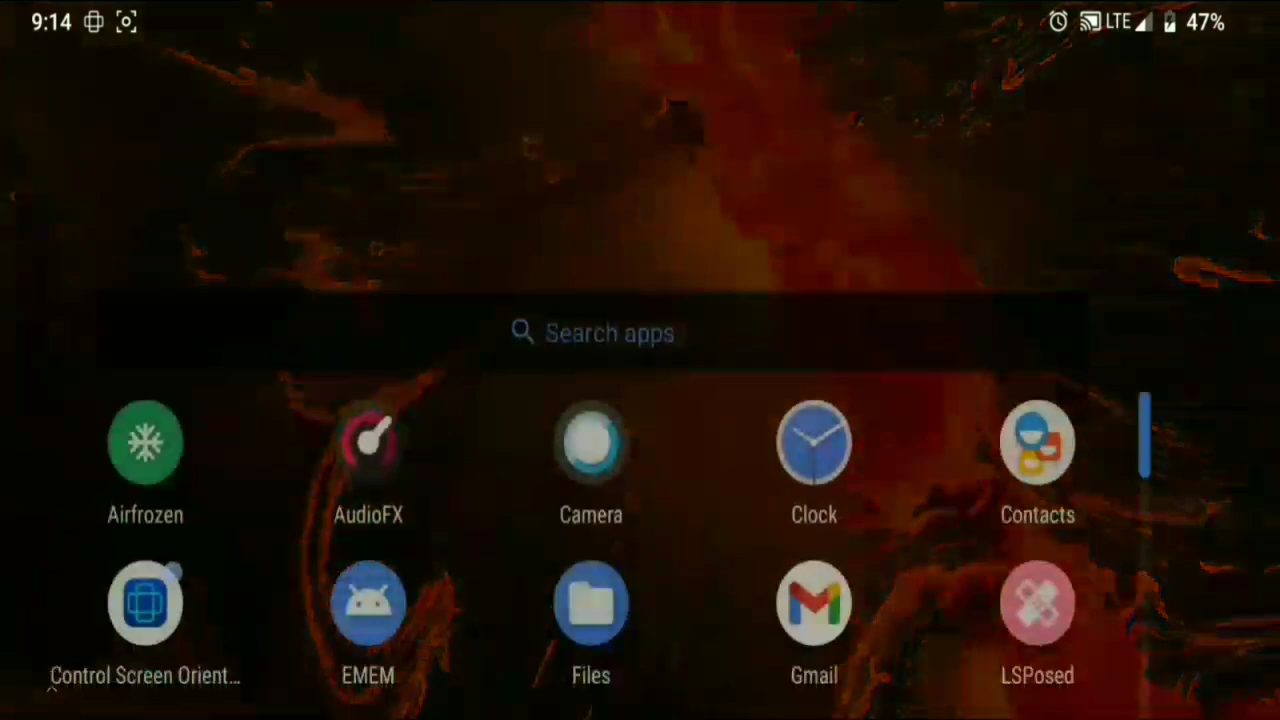 9:14 LTE 47%
Search apps
Airfrozen AudioFX Camera Clock Contacts
Control Screen Orient... EMEM Files Gmail LSPosed